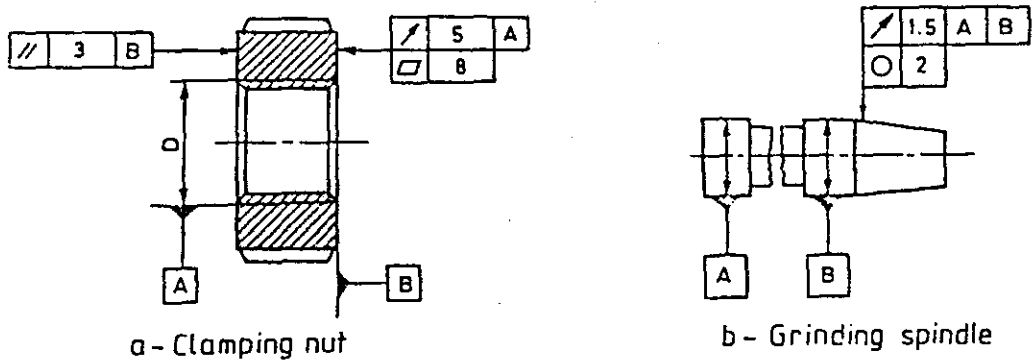 // 3 B
↗ 5 A
▱ 8
D
A
B
a- Clamping nut
↗ 1.5 A B
○ 2
A
B
b- Grinding spindle